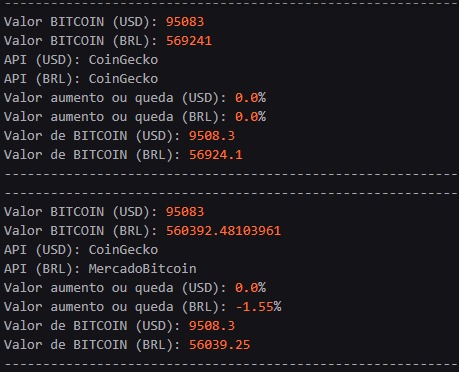 ------------------------------------------------------------
Valor BITCOIN (USD): 95083
Valor BITCOIN (BRL): 569241
API (USD): CoinGecko
API (BRL): CoinGecko
Valor aumento ou queda (USD): 0.0%
Valor aumento ou queda (BRL): 0.0%
Valor de BITCOIN (USD): 9508.3
Valor de BITCOIN (BRL): 56924.1
------------------------------------------------------------
------------------------------------------------------------
Valor BITCOIN (USD): 95083
Valor BITCOIN (BRL): 560392.48103961
API (USD): CoinGecko
API (BRL): MercadoBitcoin
Valor aumento ou queda (USD): 0.0%
Valor aumento ou queda (BRL): -1.55%
Valor de BITCOIN (USD): 9508.3
Valor de BITCOIN (BRL): 56039.25
------------------------------------------------------------